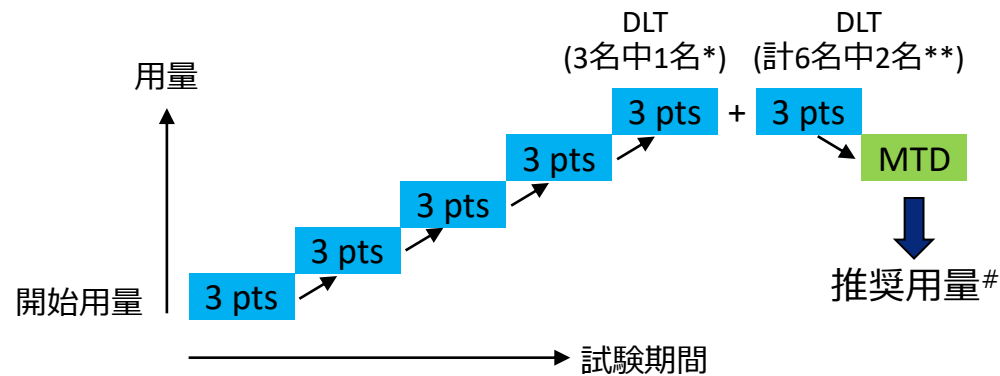 DLT
(3名中1名*)
DLT
(計6名中2名**)
用量
3 pts
+
3 pts
3 pts
MTD
3 pts
3 pts
開始用量
3 pts
推奨用量#
試験期間